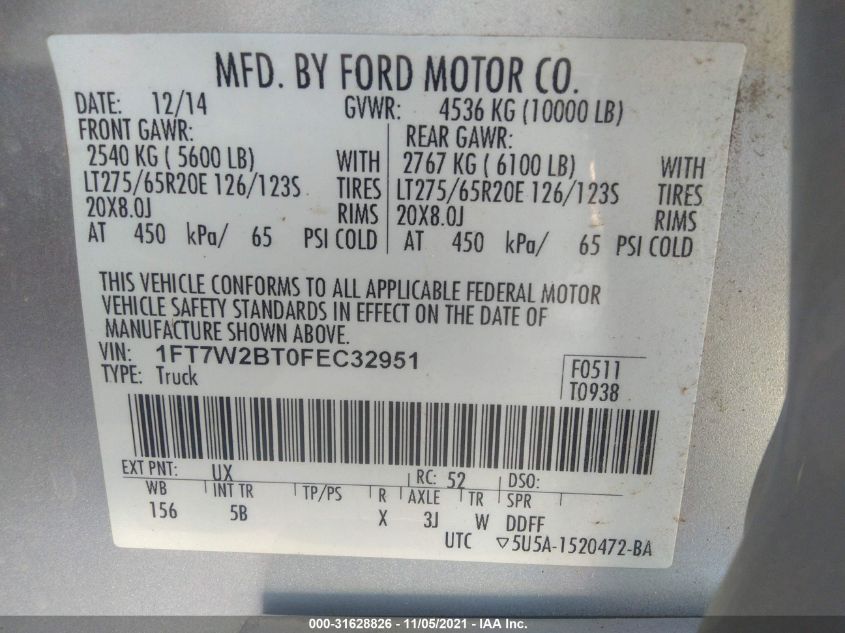 MFD. BY FORD MOTOR CO.
DATE: 12/14 GVWR: 4536 KG (10000 LB)
FRONT GAWR: REAR GAWR:
2540 KG ( 5600 LB) WITH 2767 KG ( 6100 LB) WITH
LT275/65R20E 126/123S TIRES LT275/65R20E 126/123S TIRES
20X8.0J RIMS 20X8.0J RIMS
AT 450 kPa/ 65 PSI COLD AT 450 kPa/ 65 PSI COLD
THIS VEHICLE CONFORMS TO ALL APPLICABLE FEDERAL MOTOR
VEHICLE SAFETY STANDARDS IN EFFECT ON THE DATE OF
MANUFACTURE SHOWN ABOVE.
VIN: 1FT7W2BT0FEC32951
TYPE: Truck
F0511
T0938
EXT PNT: UX RC: 52 DSO:
WB INT TR TP/PS R AXLE TR SPR
156 5B X 3J W DDFF
UTC ▽5U5A-1520472-BA
000-31628826 - 11/05/2021 - IAA Inc.